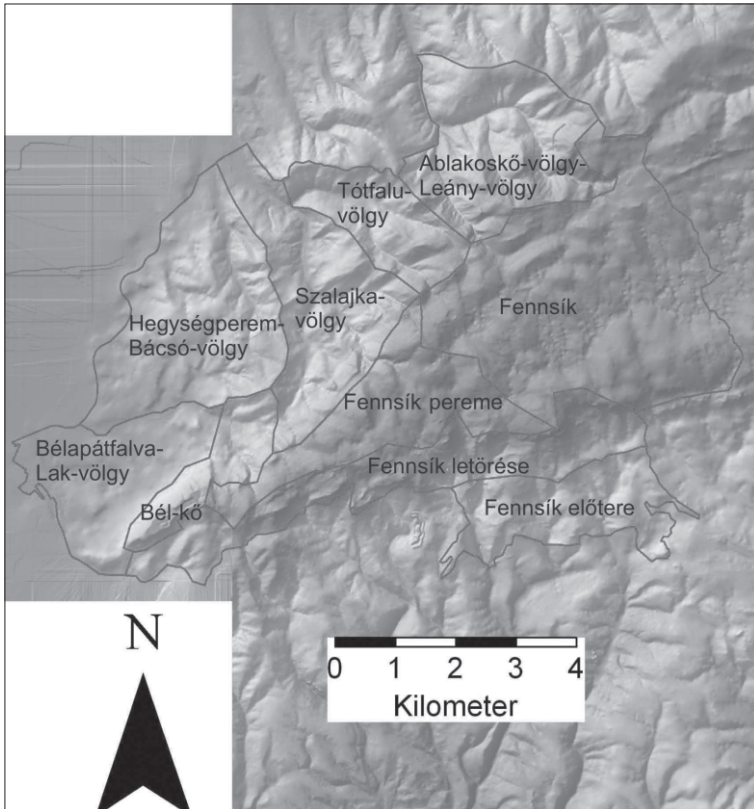 Ablakoskő-völgy-
Leány-völgy
Tótfalu-
völgy
Szalajka-
völgy
Fennsík
Hegységperem-
Bácsó-völgy
Fennsík pereme
Bélapátfalva-
Lak-völgy
Fennsík letörése
Bél-kő
Fennsík előtere
N
0 1 2 3 4
Kilometer